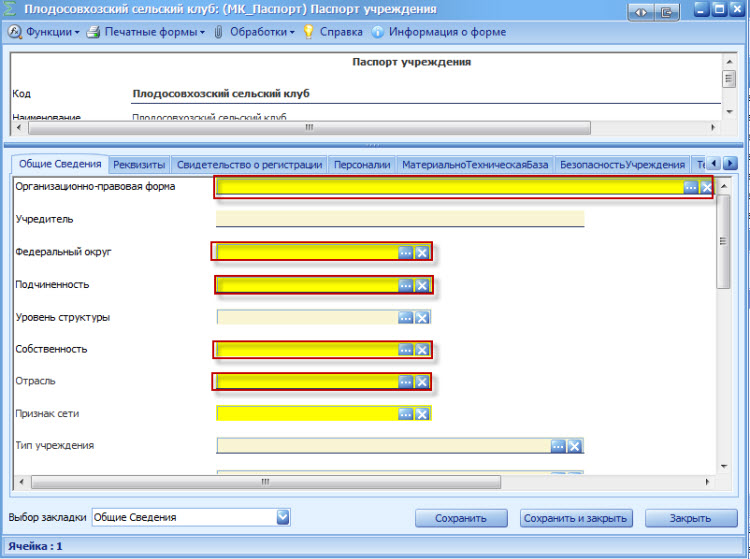 Плодосовхозский сельский клуб: (МК_Паспорт) Паспорт учреждения
Функции Печатные формы Обработки Справка Информация о форме
Паспорт учреждения
Код Плодосовхозский сельский клуб
Наименование Плодосовхозский сельский клуб
Общие Сведения Реквизиты Свидетельство о регистрации Персоналии МатериальноТехническаяБаза БезопасностьУчреждения
Организационно-правовая форма
Учредитель
Федеральный округ
Подчиненность
Уровень структуры
Собственность
Отрасль
Признак сети
Тип учреждения
Выбор закладки Общие Сведения Сохранить Сохранить и закрыть Закрыть
Ячейка : 1